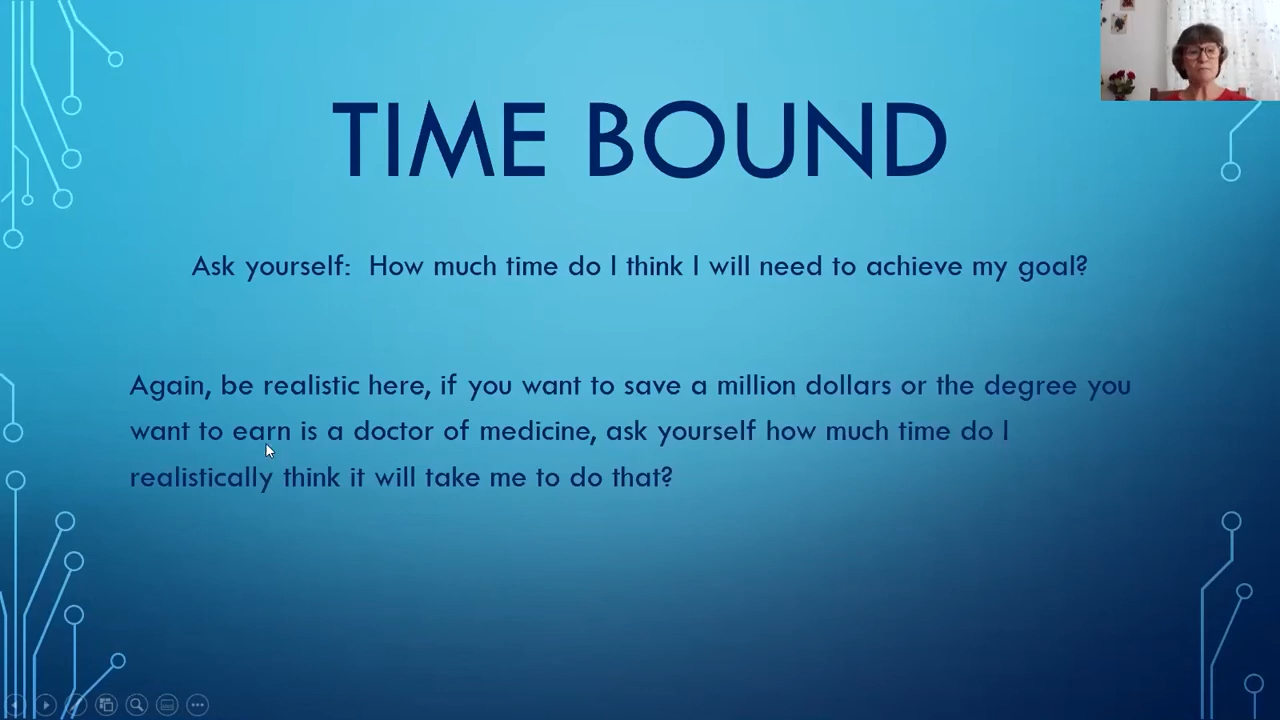 TIME BOUND
Ask yourself:  How much time do I think I will need to achieve my goal?
Again, be realistic here, if you want to save a million dollars or the degree you
want to earn is a doctor of medicine, ask yourself how much time do I
realistically think it will take me to do that?